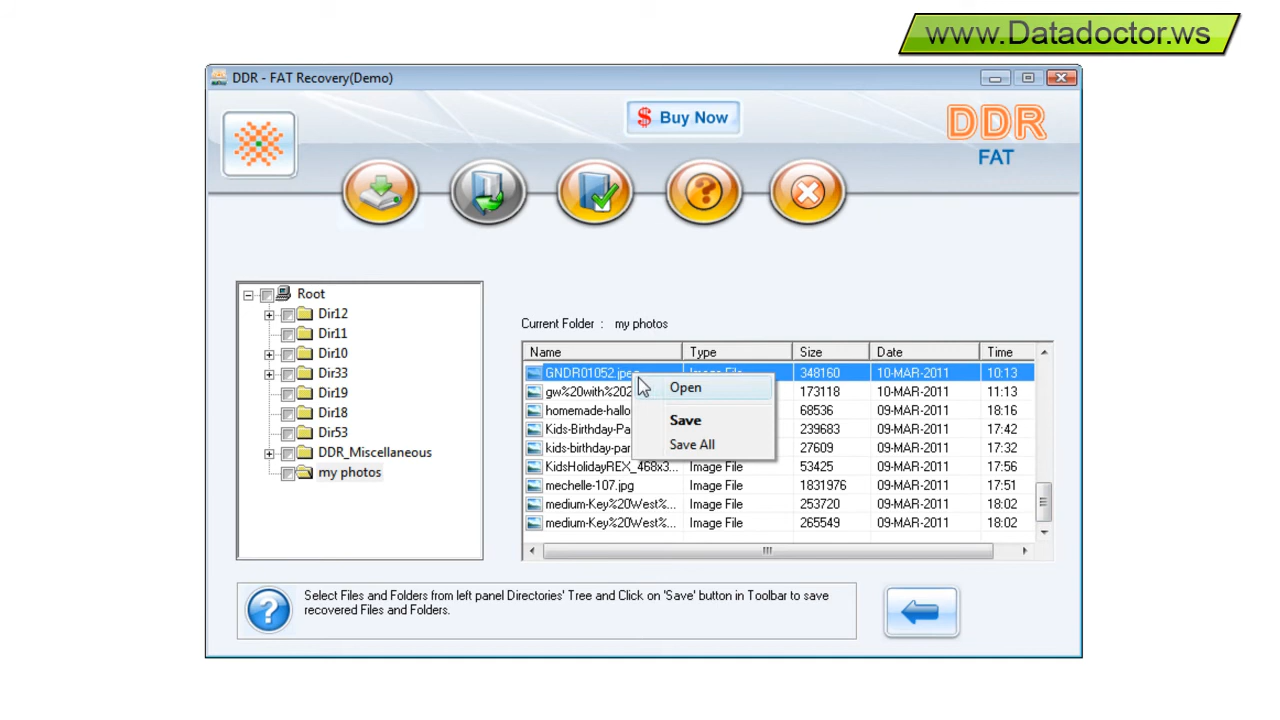 www.Datadoctor.ws
DDR - FAT Recovery(Demo)
$ Buy Now
DDR
FAT
Root
Dir12
Dir11
Dir10
Dir33
Dir19
Dir18
Dir53
DDR_Miscellaneous
my photos
Current Folder : my photos
Name Type Size Date Time
GNDR01052.jpeg Image File 348160 10-MAR-2011 10:13
gw%20with%202 173118 10-MAR-2011 11:13
homemade-hallo 68536 09-MAR-2011 18:16
Kids-Birthday-Pa 239683 09-MAR-2011 17:42
kids-birthday-par 27609 09-MAR-2011 17:32
KidsHolidayREX_468x3... Image File 53425 09-MAR-2011 17:56
mechelle-107.jpg Image File 1831976 09-MAR-2011 17:51
medium-Key%20West%... Image File 253720 09-MAR-2011 18:02
medium-Key%20West%... Image File 265549 09-MAR-2011 18:02
Open
Save
Save All
Select Files and Folders from left panel Directories' Tree and Click on 'Save' button in Toolbar to save
recovered Files and Folders.